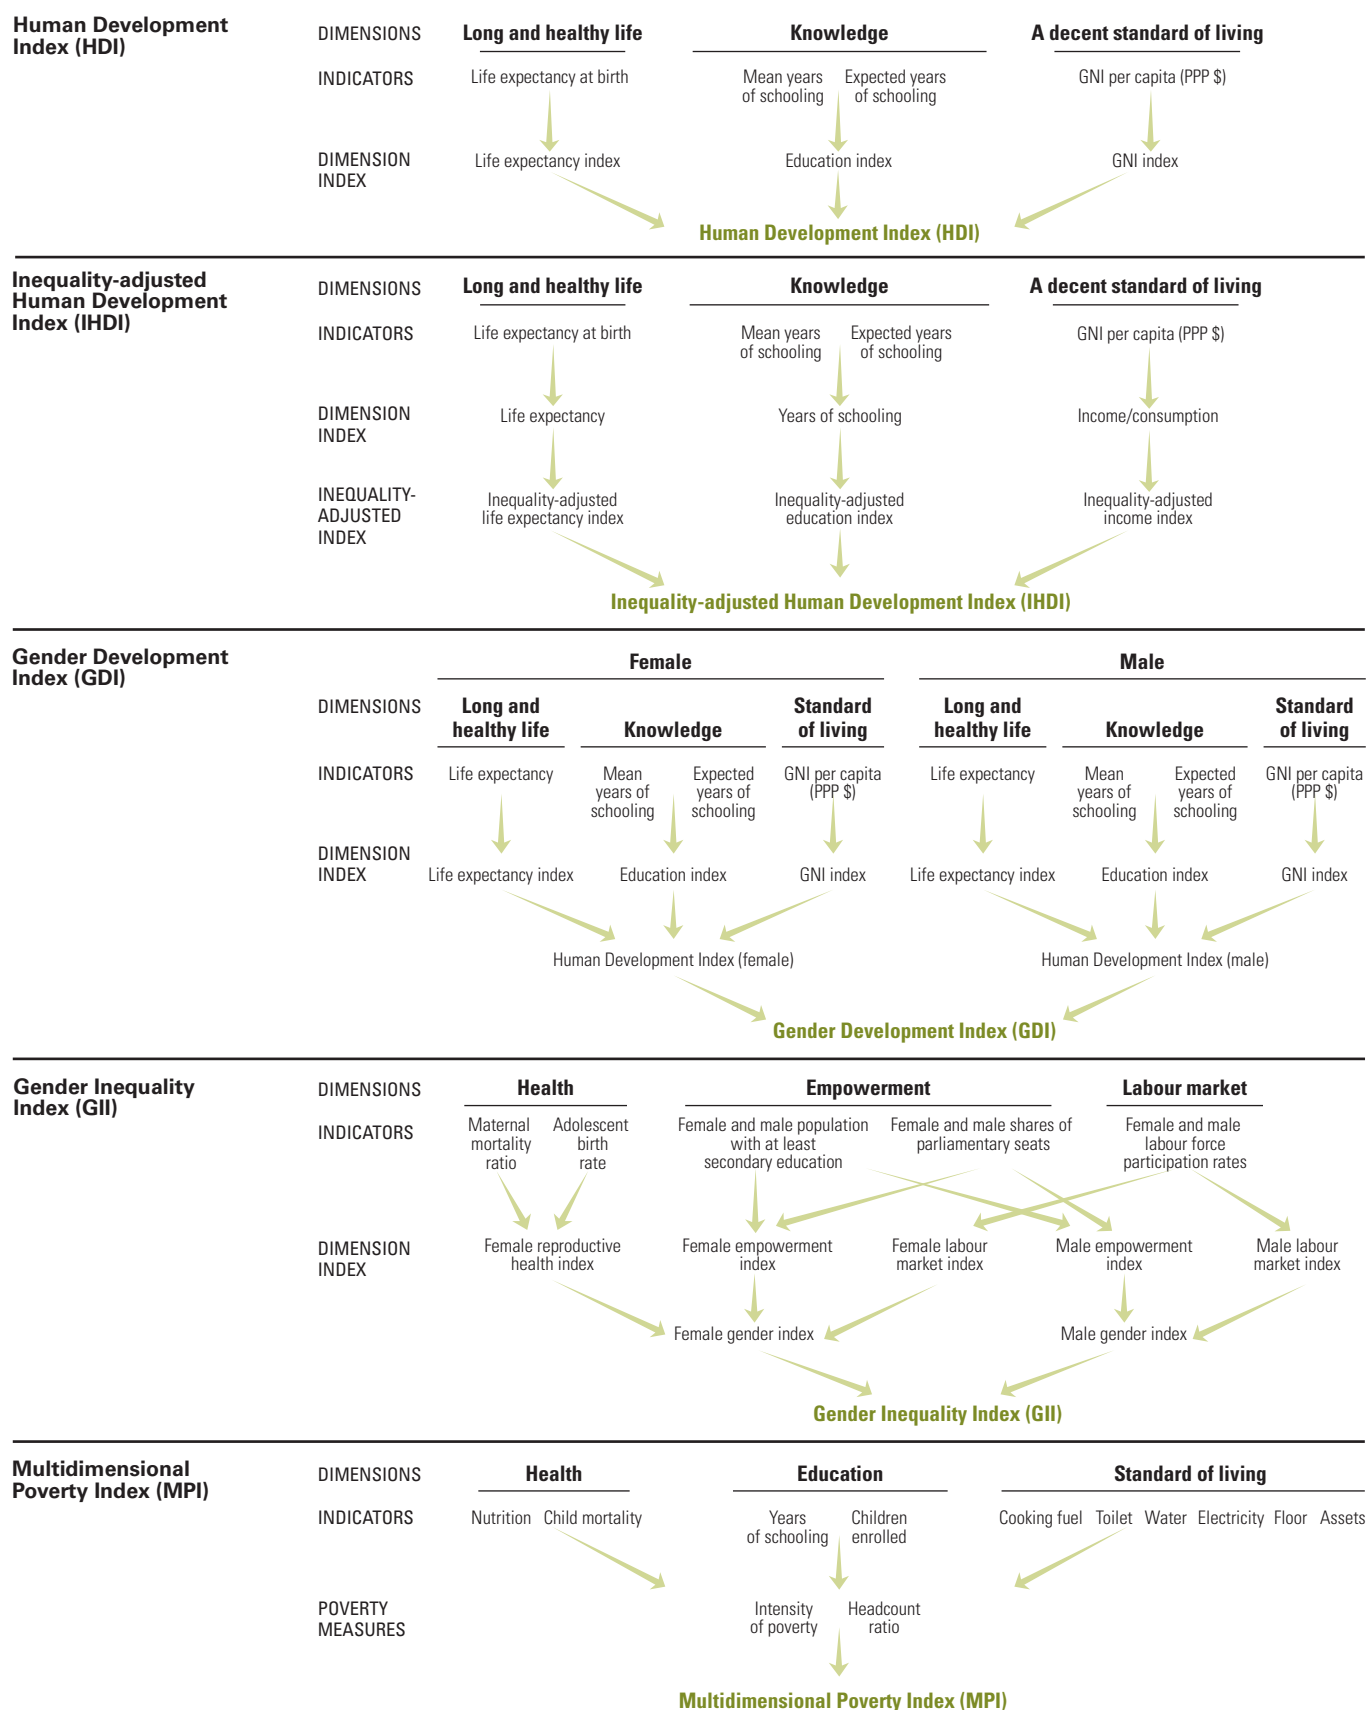 Human Development
Index (HDI)
DIMENSIONS Long and healthy life Knowledge A decent standard of living
INDICATORS Life expectancy at birth Mean years Expected years GNI per capita (PPP $)
of schooling of schooling
DIMENSION Life expectancy index Education index GNI index
INDEX
Human Development Index (HDI)
Inequality-adjusted
Human Development
Index (IHDI)
DIMENSIONS Long and healthy life Knowledge A decent standard of living
INDICATORS Life expectancy at birth Mean years Expected years GNI per capita (PPP $)
of schooling of schooling
DIMENSION Life expectancy Years of schooling Income/consumption
INDEX
INEQUALITY- Inequality-adjusted Inequality-adjusted Inequality-adjusted
ADJUSTED life expectancy index education index income index
INDEX
Inequality-adjusted Human Development Index (IHDI)
Gender Development
Index (GDI)
Female Male
DIMENSIONS Long and Standard Long and Standard
healthy life Knowledge of living healthy life Knowledge of living
INDICATORS Life expectancy Mean Expected GNI per capita Life expectancy Mean Expected GNI per capita
years of years of (PPP $) years of years of (PPP $)
schooling schooling schooling schooling
DIMENSION
INDEX Life expectancy index Education index GNI index Life expectancy index Education index GNI index
Human Development Index (female) Human Development Index (male)
Gender Development Index (GDI)
Gender Inequality
Index (GII)
DIMENSIONS Health Empowerment Labour market
INDICATORS Maternal Adolescent Female and male population Female and male shares of Female and male
mortality birth with at least parliamentary seats labour force
ratio rate secondary education participation rates
DIMENSION Female reproductive Female empowerment Female labour Male empowerment Male labour
INDEX health index index market index index market index
Female gender index Male gender index
Gender Inequality Index (GII)
Multidimensional
Poverty Index (MPI)
DIMENSIONS Health Education Standard of living
INDICATORS Nutrition Child mortality Years Children Cooking fuel Toilet Water Electricity Floor Assets
of schooling enrolled
POVERTY Intensity Headcount
MEASURES of poverty ratio
Multidimensional Poverty Index (MPI)